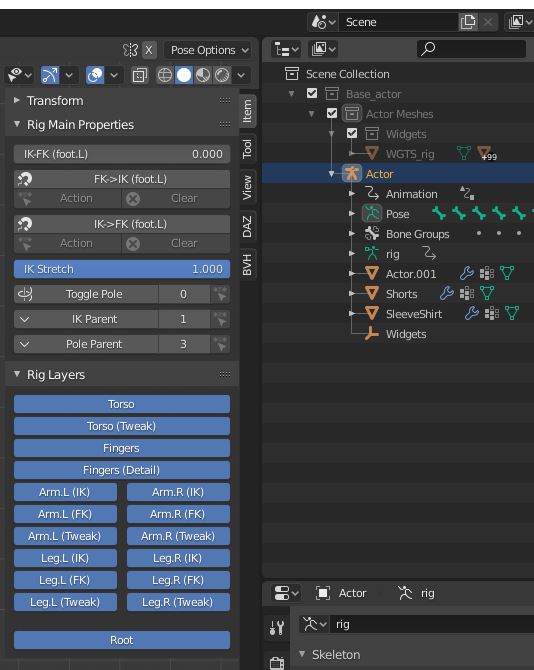 Scene
X
Pose Options
Transform
Rig Main Properties
IK-FK (foot.L) 0.000
FK->IK (foot.L)
Action Clear
IK->FK (foot.L)
Action Clear
IK Stretch 1.000
Toggle Pole 0
IK Parent 1
Pole Parent 3
Rig Layers
Torso
Torso (Tweak)
Fingers
Fingers (Detail)
Arm.L (IK) Arm.R (IK)
Arm.L (FK) Arm.R (FK)
Arm.L (Tweak) Arm.R (Tweak)
Leg.L (IK) Leg.R (IK)
Leg.L (FK) Leg.R (FK)
Leg.L (Tweak) Leg.R (Tweak)
Root
Item
Tool
View
DAZ
BVH
Scene Collection
Base_actor
Actor Meshes
Widgets
WGTS_rig +99
Actor
Animation
Pose
Bone Groups
rig
Actor.001
Shorts
SleeveShirt
Widgets
Actor rig
rig
Skeleton